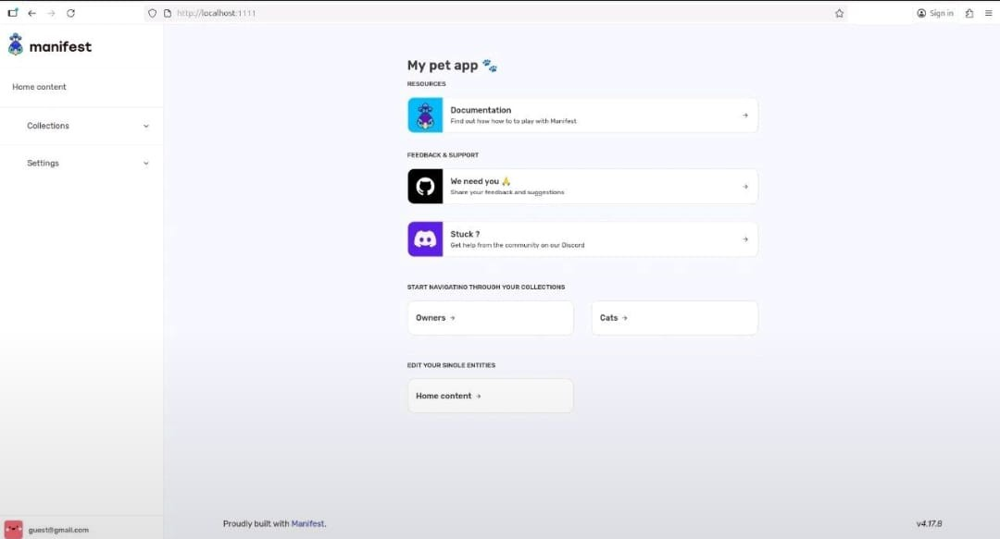 http://localhost:1111
Sign in
manifest
Home content
Collections
Settings
guest@gmail.com
My pet app 🐾
RESOURCES
Documentation
Find out how how to to play with Manifest
FEEDBACK & SUPPORT
We need you 🙏
Share your feedback and suggestions
Stuck ?
Get help from the community on our Discord
START NAVIGATING THROUGH YOUR COLLECTIONS
Owners →
Cats →
EDIT YOUR SINGLE ENTITIES
Home content →
Proudly built with Manifest.
v4.17.8